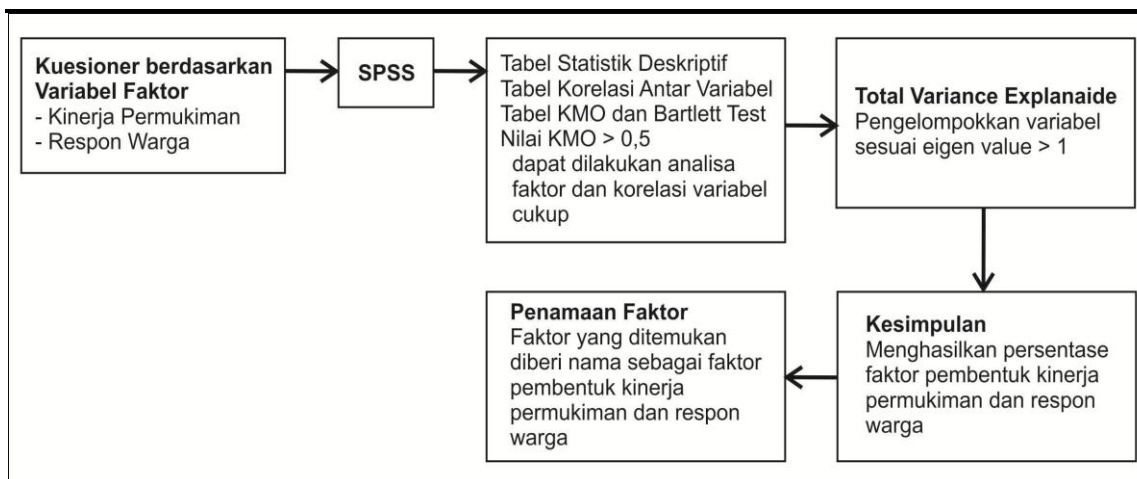 Kuesioner berdasarkan
Variabel Faktor
- Kinerja Permukiman
- Respon Warga
SPSS
Tabel Statistik Deskriptif
Tabel Korelasi Antar Variabel
Tabel KMO dan Bartlett Test
Nilai KMO > 0,5
dapat dilakukan analisa
faktor dan korelasi variabel
cukup
Total Variance Explanaide
Pengelompokkan variabel
sesuai eigen value > 1
Kesimpulan
Menghasilkan persentase
faktor pembentuk kinerja
permukiman dan respon
warga
Penamaan Faktor
Faktor yang ditemukan
diberi nama sebagai faktor
pembentuk kinerja
permukiman dan respon
warga